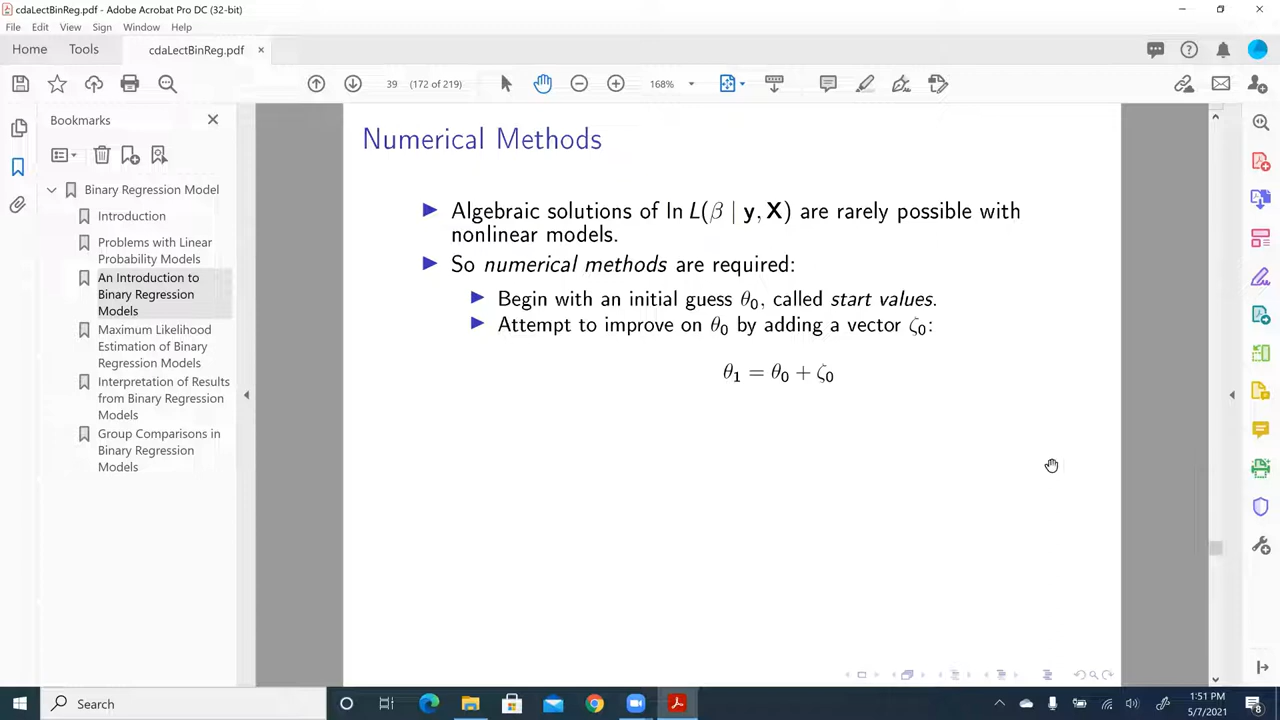 cdaLectBinReg.pdf - Adobe Acrobat Pro DC (32-bit)
File Edit View Sign Window Help
Home Tools cdaLectBinReg.pdf ×
39 (172 of 219) 168%
Bookmarks
Binary Regression Model
Introduction
Problems with Linear
Probability Models
An Introduction to
Binary Regression
Models
Maximum Likelihood
Estimation of Binary
Regression Models
Interpretation of Results
from Binary Regression
Models
Group Comparisons in
Binary Regression
Models
Numerical Methods
▶ Algebraic solutions of ln L(β | y, X) are rarely possible with
nonlinear models.
▶ So numerical methods are required:
▶ Begin with an initial guess θ₀, called start values.
▶ Attempt to improve on θ₀ by adding a vector ζ₀:
θ₁ = θ₀ + ζ₀
Search
1:51 PM
5/7/2021
8